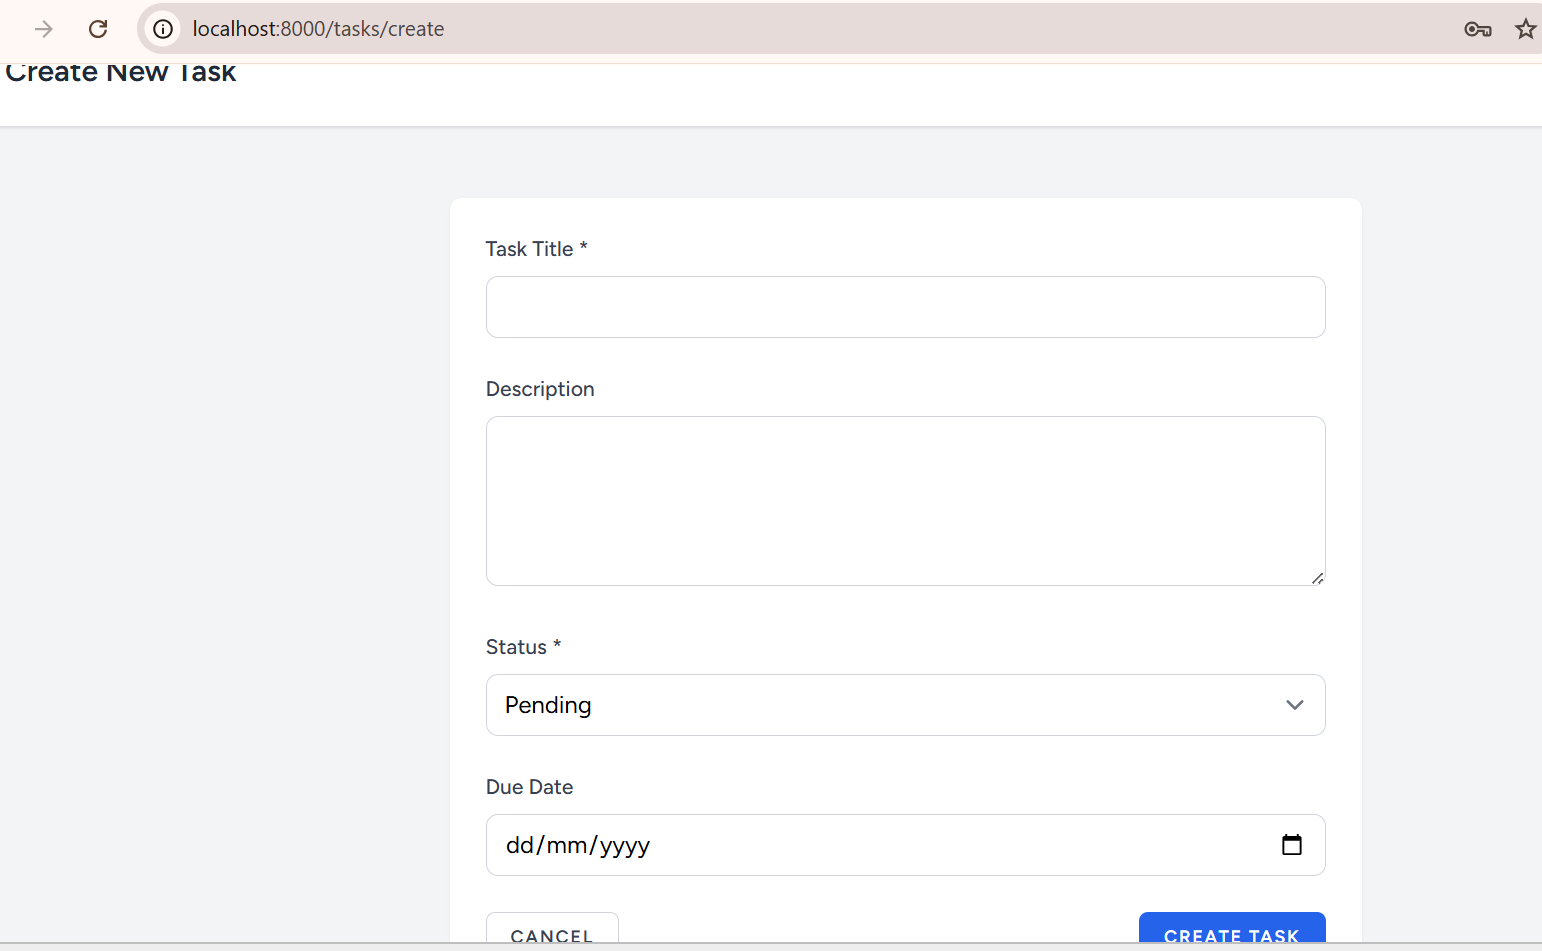 localhost:8000/tasks/create
Create New Task
Task Title *
Description
Status *
Pending
Due Date
dd/mm/yyyy
CANCEL
CREATE TASK